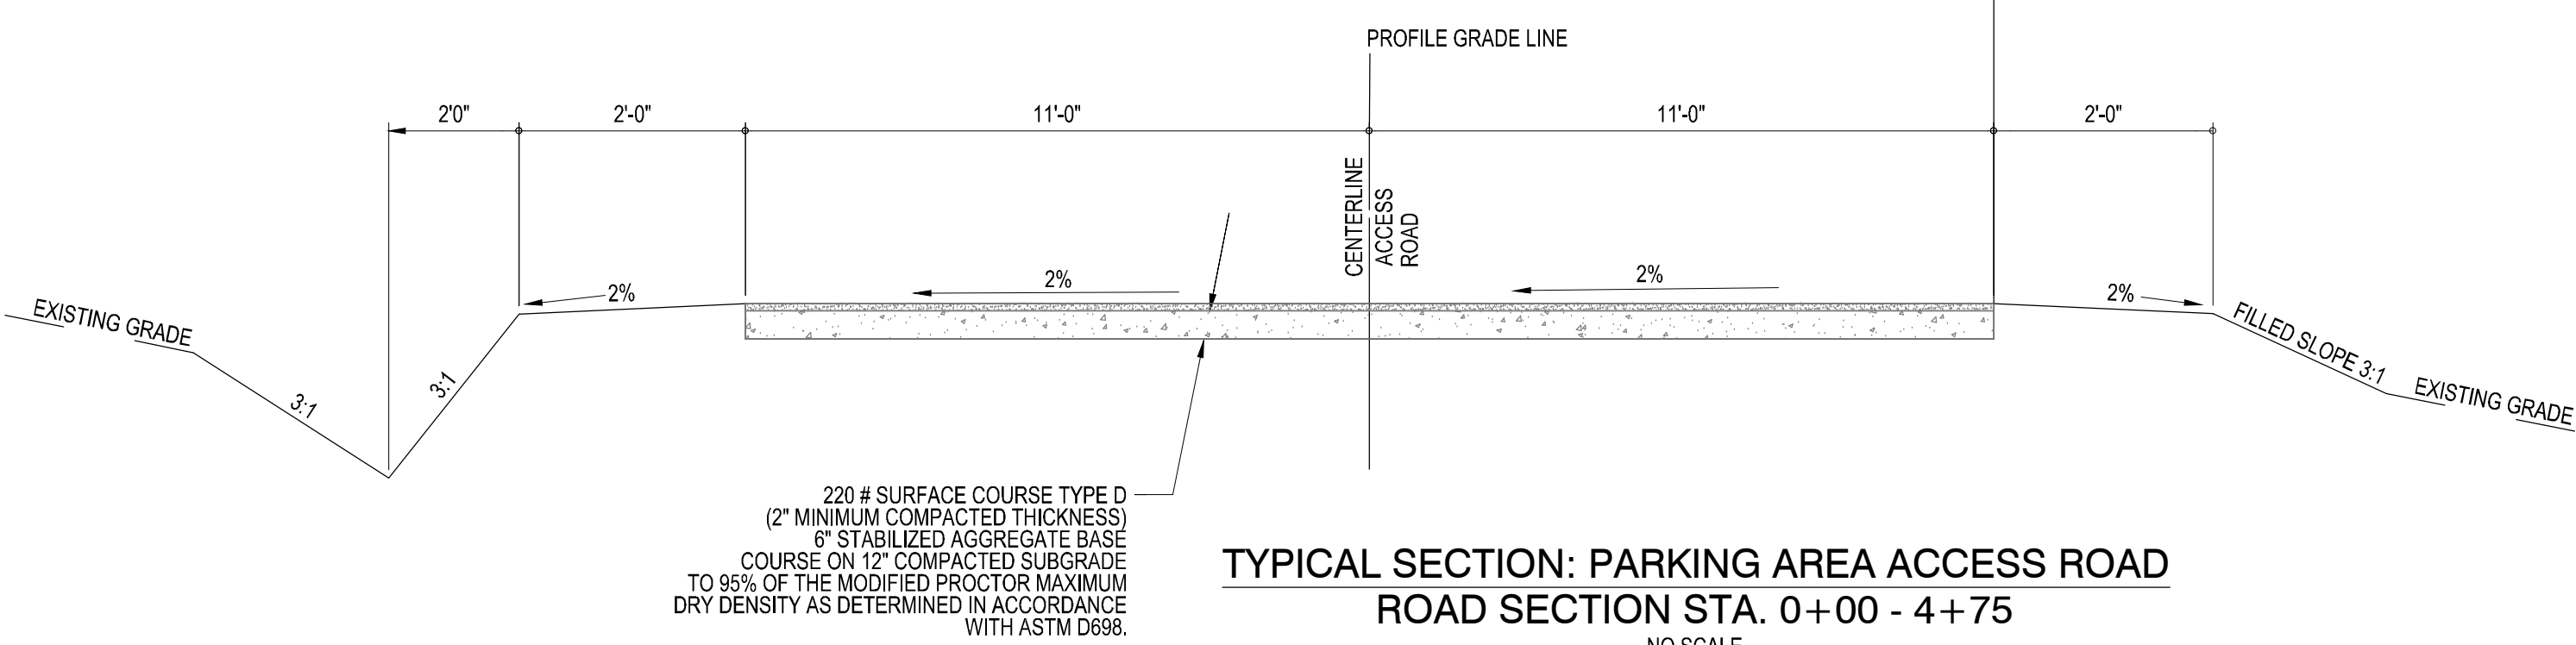 PROFILE GRADE LINE
2'0"
2'-0"
11'-0"
11'-0"
2'-0"
CENTERLINE
ACCESS
ROAD
2%
2%
2%
2%
EXISTING GRADE
3:1
3:1
FILLED SLOPE 3:1
EXISTING GRADE
220 # SURFACE COURSE TYPE D
(2" MINIMUM COMPACTED THICKNESS)
6" STABILIZED AGGREGATE BASE
COURSE ON 12" COMPACTED SUBGRADE
TO 95% OF THE MODIFIED PROCTOR MAXIMUM
DRY DENSITY AS DETERMINED IN ACCORDANCE
WITH ASTM D698.
TYPICAL SECTION: PARKING AREA ACCESS ROAD
ROAD SECTION STA. 0+00 - 4+75
NO SCALE